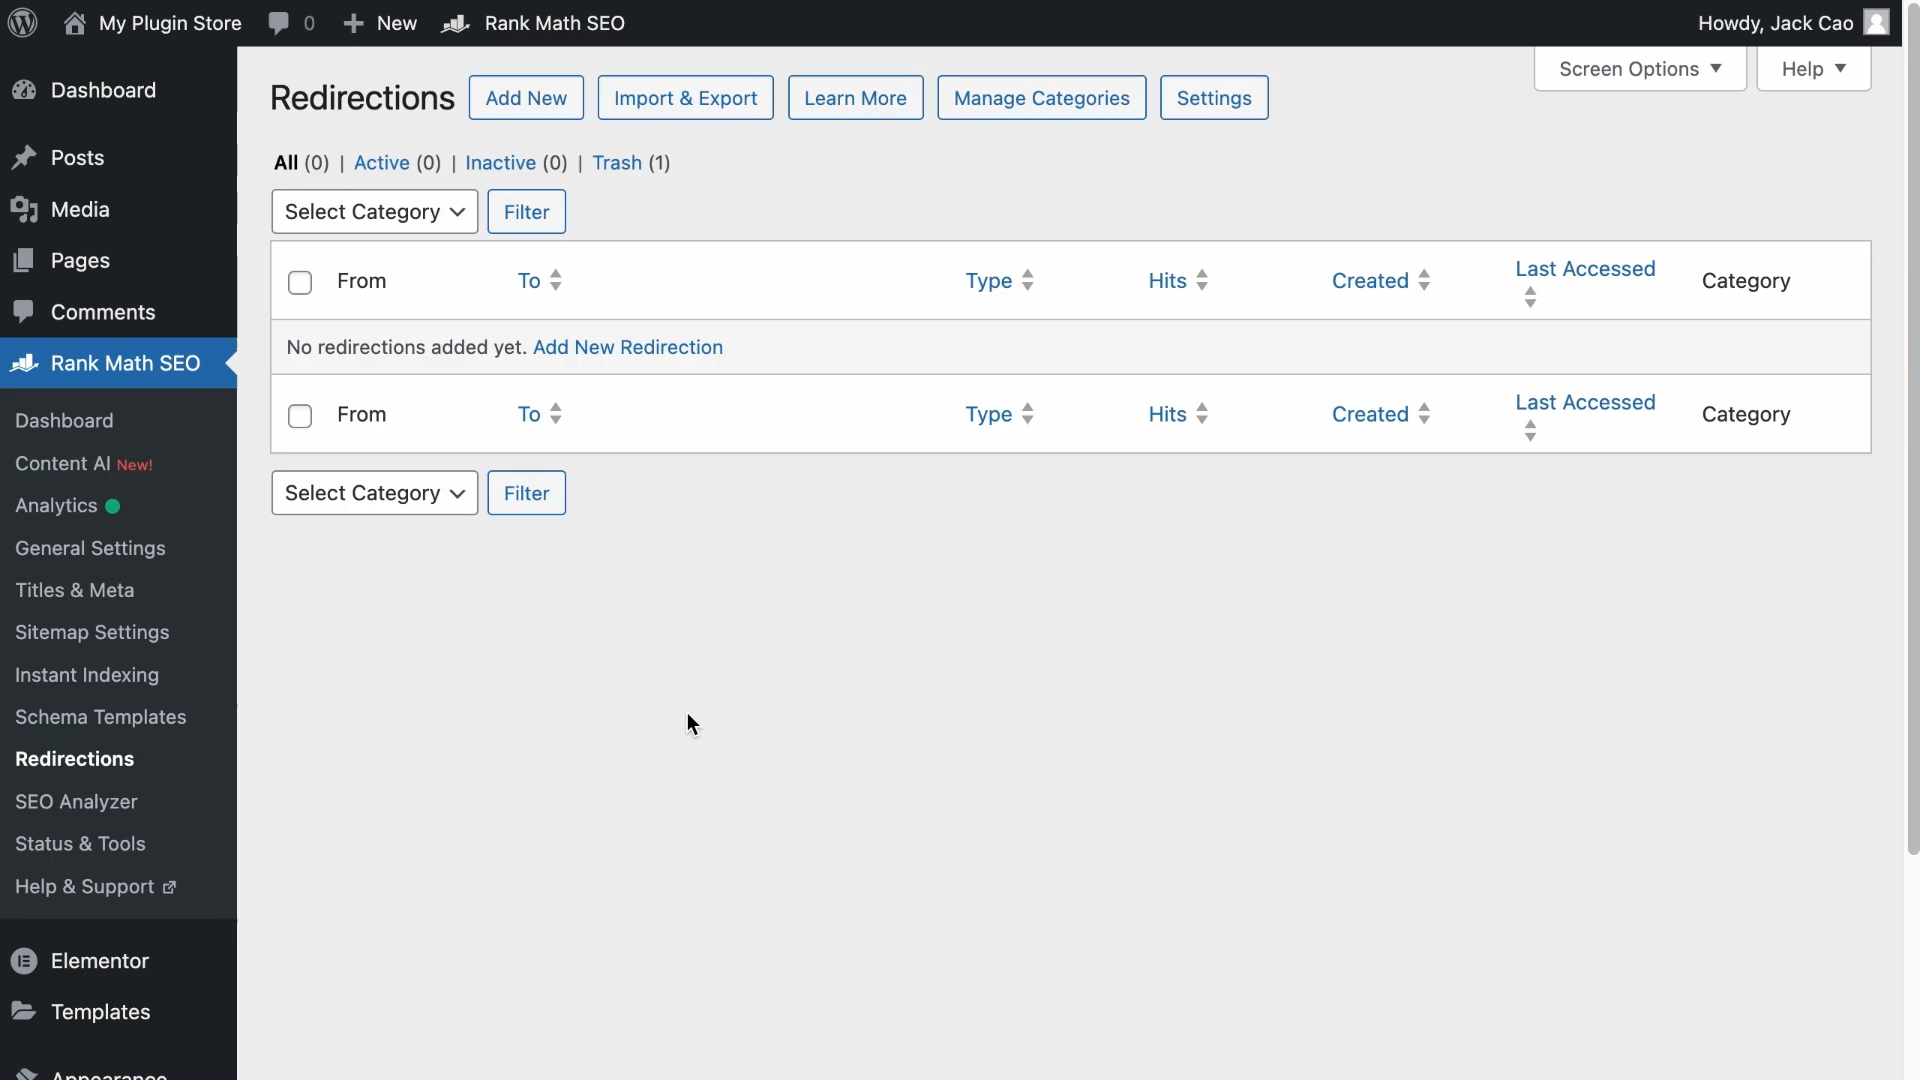 My Plugin Store 0 New Rank Math SEO Howdy, Jack Cao
Screen Options Help
Dashboard
Posts
Media
Pages
Comments
Rank Math SEO
Dashboard
Content AI New!
Analytics
General Settings
Titles & Meta
Sitemap Settings
Instant Indexing
Schema Templates
Redirections
SEO Analyzer
Status & Tools
Help & Support
Elementor
Templates
Appearance
Redirections Add New Import & Export Learn More Manage Categories Settings
All (0) | Active (0) | Inactive (0) | Trash (1)
Select Category Filter
From To Type Hits Created Last Accessed Category
No redirections added yet. Add New Redirection
From To Type Hits Created Last Accessed Category
Select Category Filter